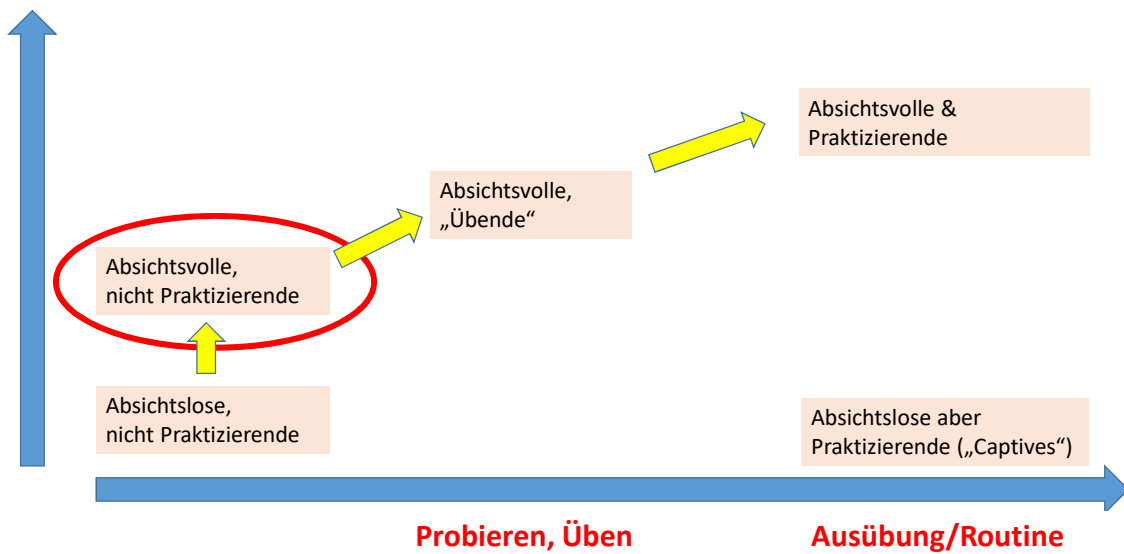 Absichtsvolle &
Praktizierende
Absichtsvolle,
„Übende“
Absichtsvolle,
nicht Praktizierende
Absichtslose,
nicht Praktizierende
Absichtslose aber
Praktizierende („Captives“)
Probieren, Üben
Ausübung/Routine